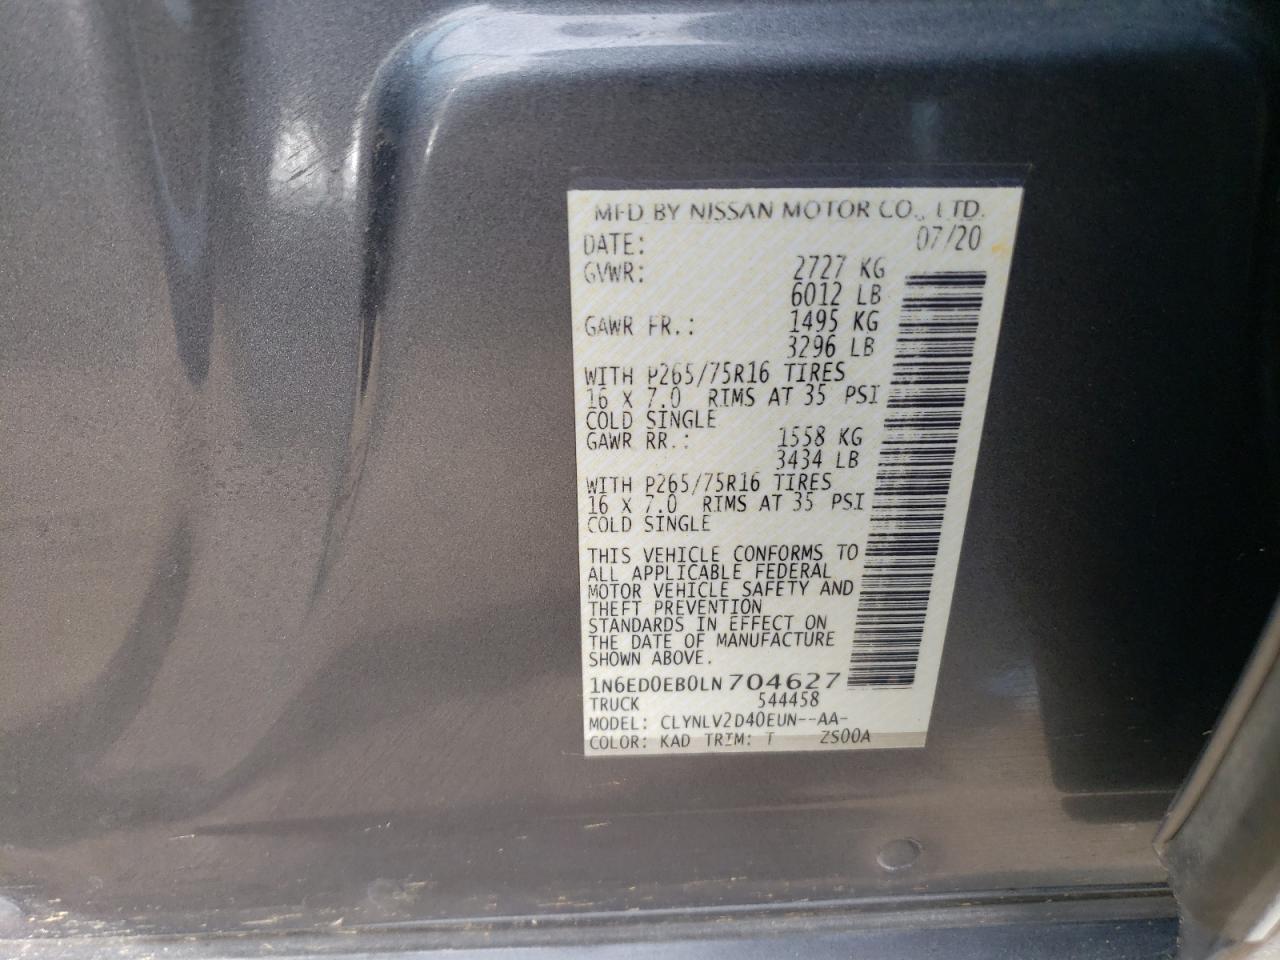 MFD BY NISSAN MOTOR CO., LTD.
DATE: 07/20
GVWR: 2727 KG
6012 LB
GAWR FR.: 1495 KG
3296 LB
WITH P265/75R16 TIRES
16 X 7.0 RIMS AT 35 PSI
COLD SINGLE
GAWR RR.: 1558 KG
3434 LB
WITH P265/75R16 TIRES
16 X 7.0 RIMS AT 35 PSI
COLD SINGLE
THIS VEHICLE CONFORMS TO
ALL APPLICABLE FEDERAL
MOTOR VEHICLE SAFETY AND
THEFT PREVENTION
STANDARDS IN EFFECT ON
THE DATE OF MANUFACTURE
SHOWN ABOVE.
1N6ED0EB0LN704627
TRUCK 544458
MODEL: CLYNLV2D40EUN--AA-
COLOR: KAD TRIM: T ZS00A